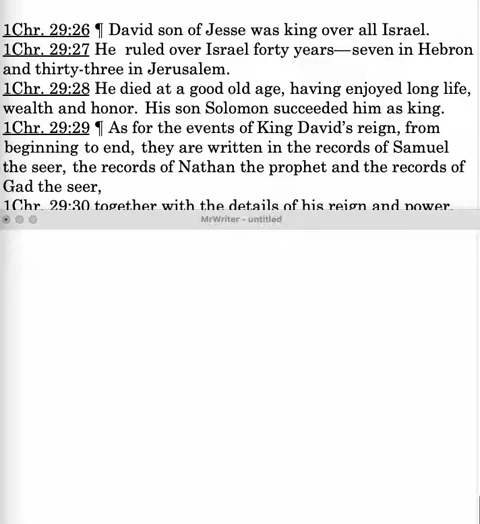 1Chr. 29:26 ¶ David son of Jesse was king over all Israel.
1Chr. 29:27 He ruled over Israel forty years—seven in Hebron
and thirty-three in Jerusalem.
1Chr. 29:28 He died at a good old age, having enjoyed long life,
wealth and honor. His son Solomon succeeded him as king.
1Chr. 29:29 ¶ As for the events of King David’s reign, from
beginning to end, they are written in the records of Samuel
the seer, the records of Nathan the prophet and the records of
Gad the seer,
1Chr. 29:30 together with the details of his reign and power,
MrWriter - untitled